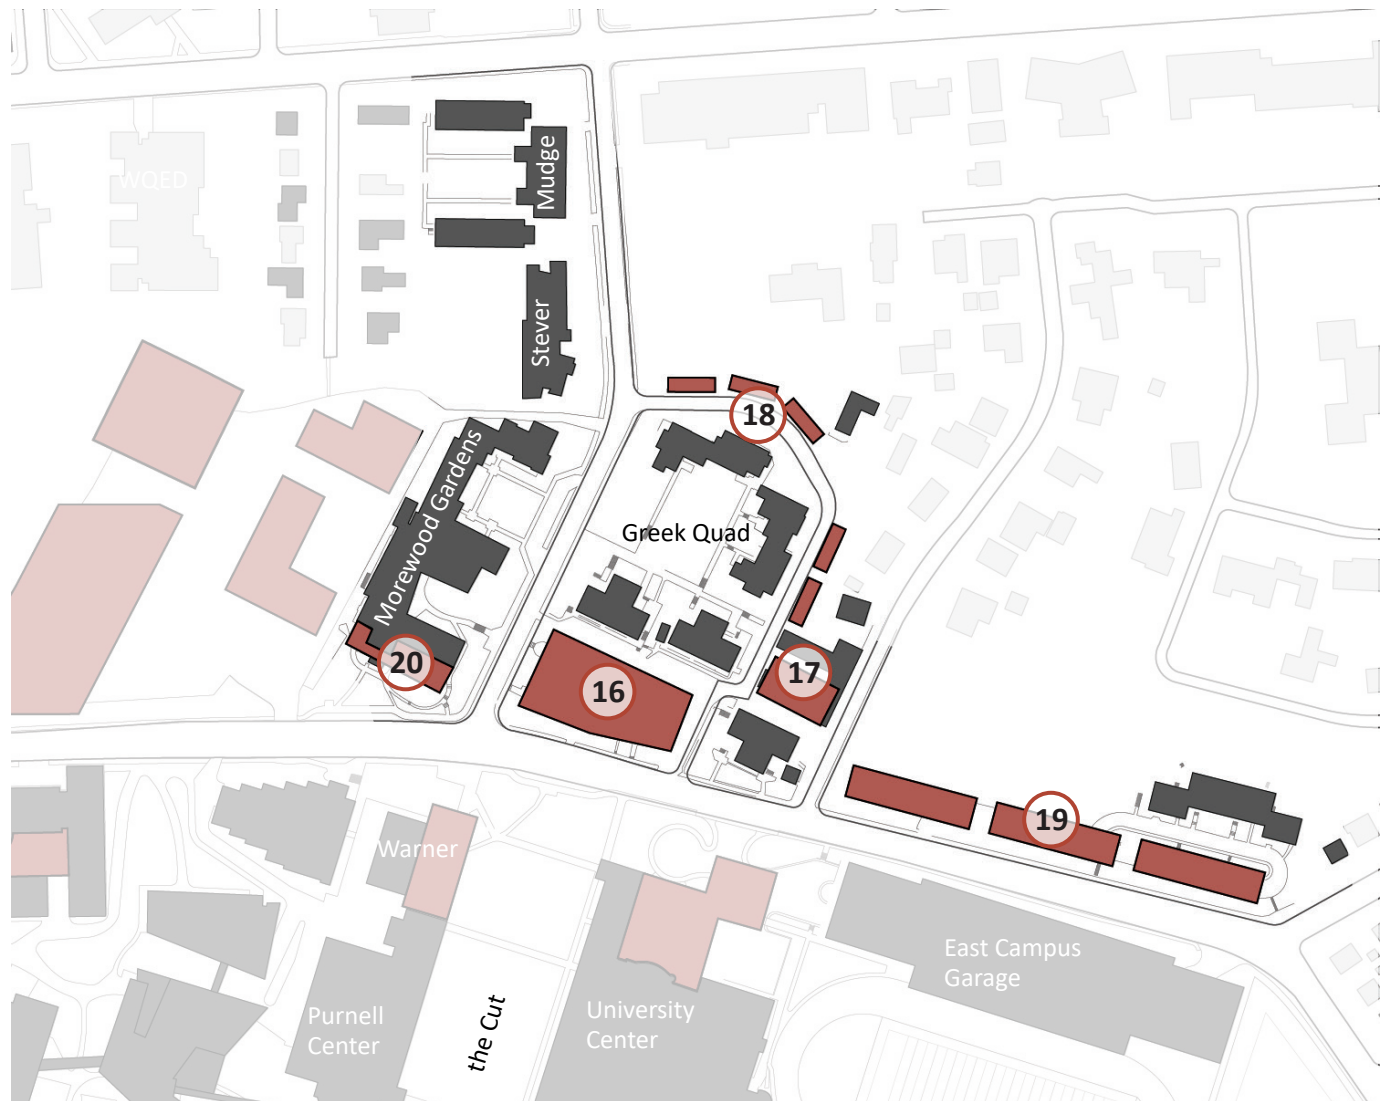 WQED
Mudge
Stever
18
Morewood Gardens
Greek Quad
20
16
17
19
Warner
East Campus
Garage
the Cut
University
Center
Purnell
Center